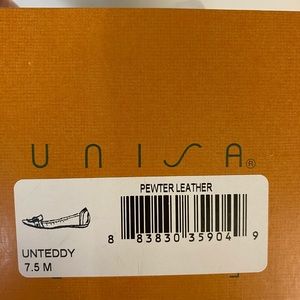 UNISA®
PEWTER LEATHER
8 83830 35904 9
UNTEDDY
7.5 M